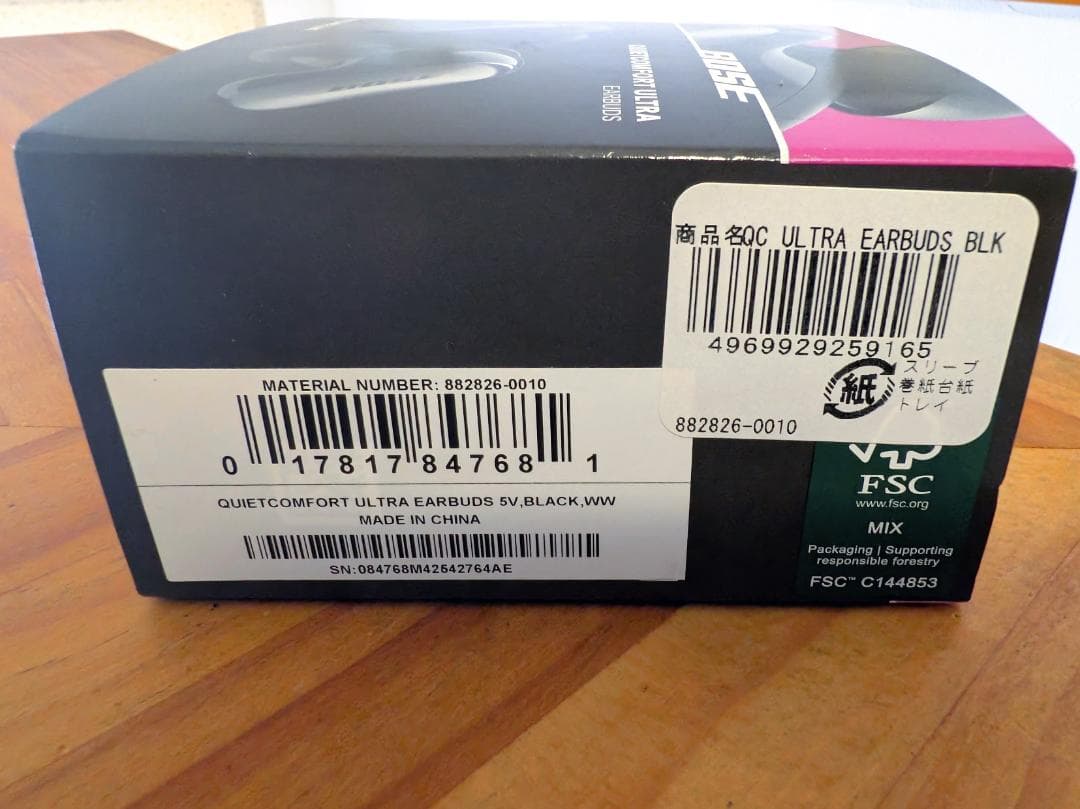 BOSE
QUIETCOMFORT ULTRA
EARBUDS
商品名QC ULTRA EARBUDS BLK
4969929259165
紙
スリーブ
巻紙台紙
トレイ
882826-0010
MATERIAL NUMBER: 882826-0010
0 17817 84768 1
QUIETCOMFORT ULTRA EARBUDS 5V,BLACK,WW
MADE IN CHINA
SN:084768M42542764AE
FSC
www.fsc.org
MIX
Packaging | Supporting
responsible forestry
FSC™ C144853